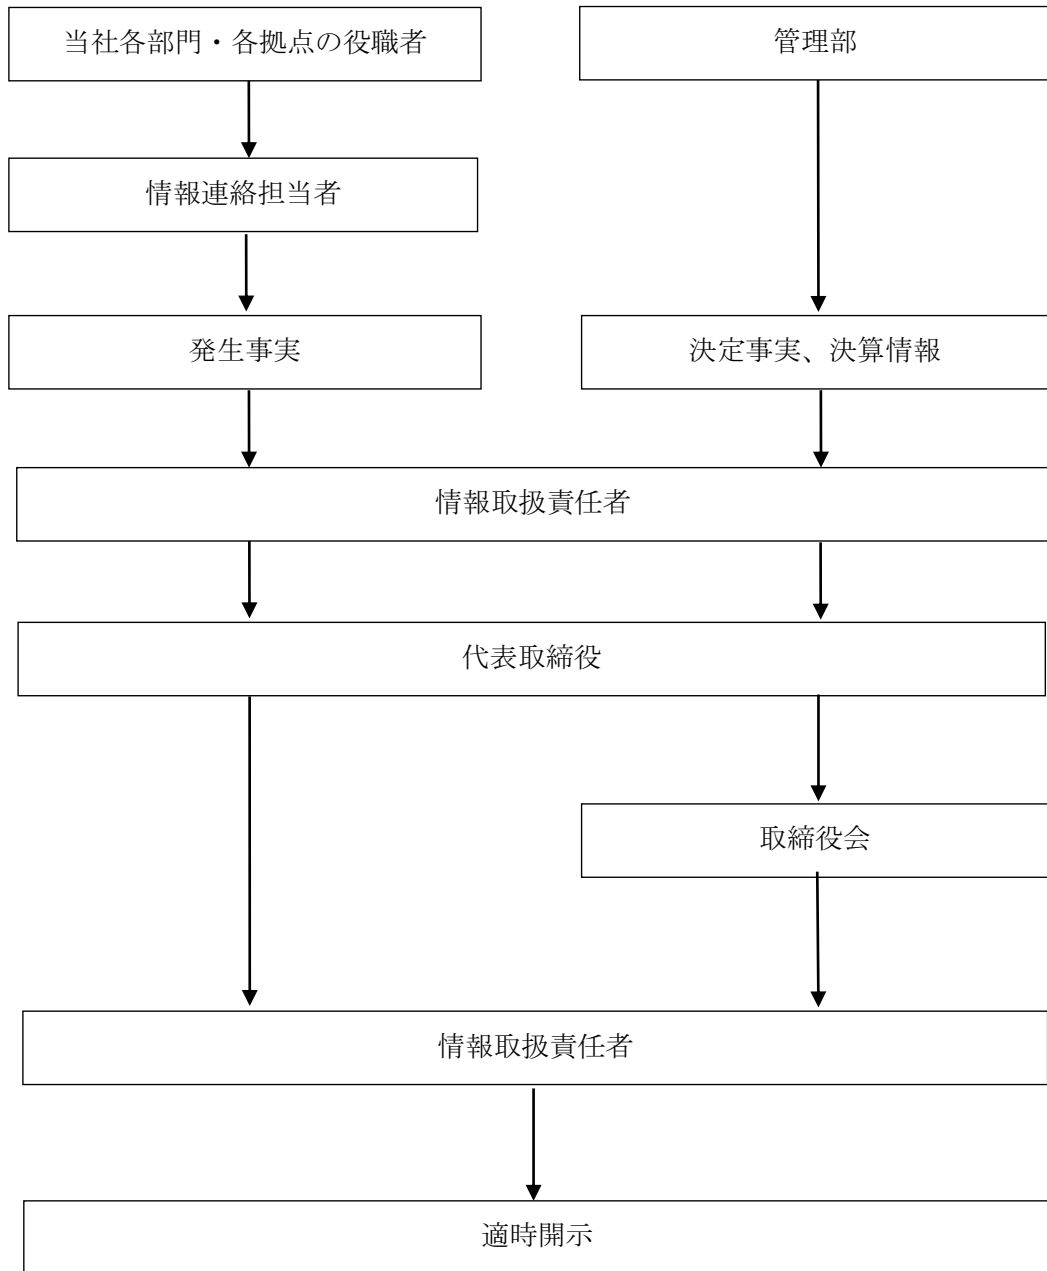 当社各部門・各拠点の役職者
管理部
情報連絡担当者
発生事実
決定事実、決算情報
情報取扱責任者
代表取締役
取締役会
情報取扱責任者
適時開示